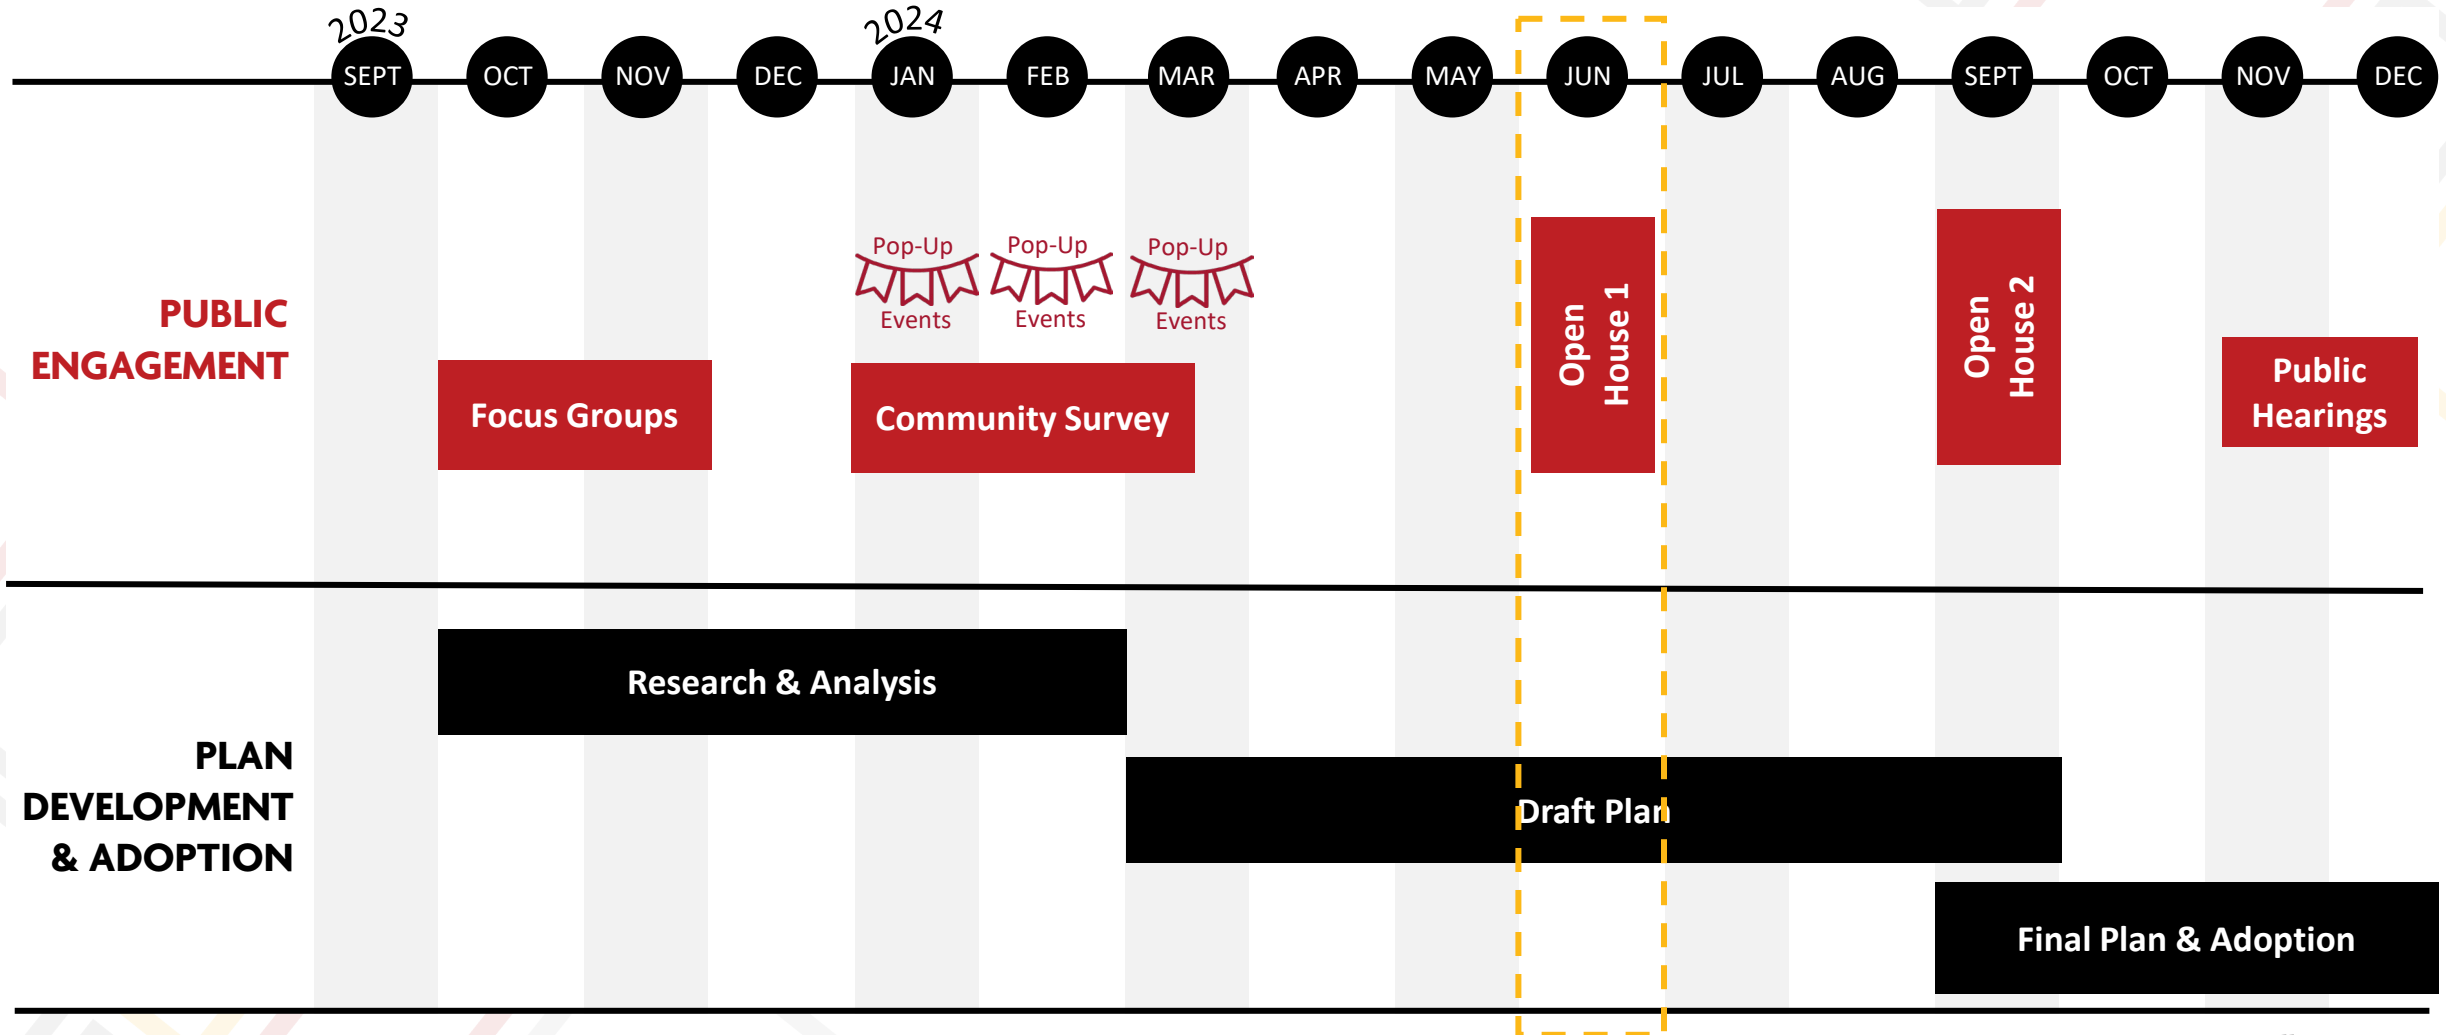 2023
2024
SEPT OCT NOV DEC JAN FEB MAR APR MAY JUN JUL AUG SEPT OCT NOV DEC
PUBLIC
ENGAGEMENT
Pop-Up
Events
Pop-Up
Events
Pop-Up
Events
Focus Groups
Community Survey
Open
House 1
Open
House 2
Public
Hearings
PLAN
DEVELOPMENT
& ADOPTION
Research & Analysis
Draft Plan
Final Plan & Adoption